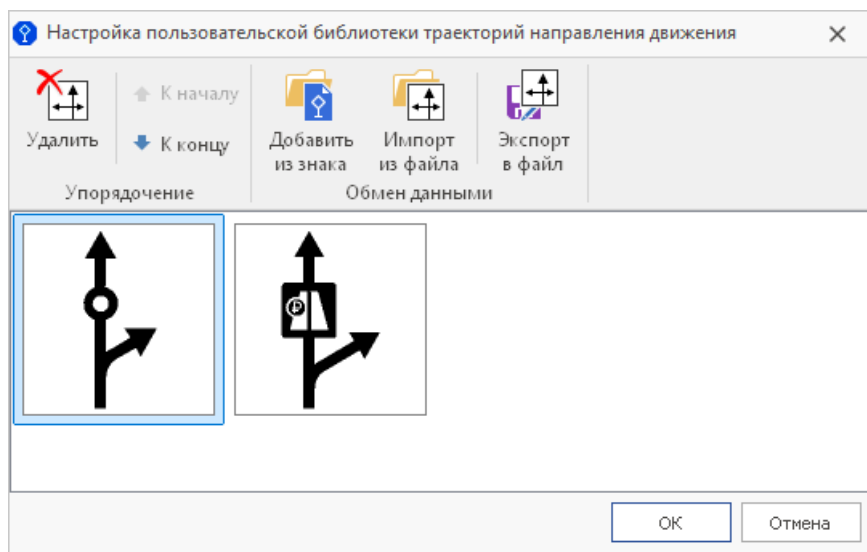 Настройка пользовательской библиотеки траекторий направления движения
Удалить
К началу
К концу
Упорядочение
Добавить
из знака
Импорт
из файла
Экспорт
в файл
Обмен данными
₽
ОК
Отмена